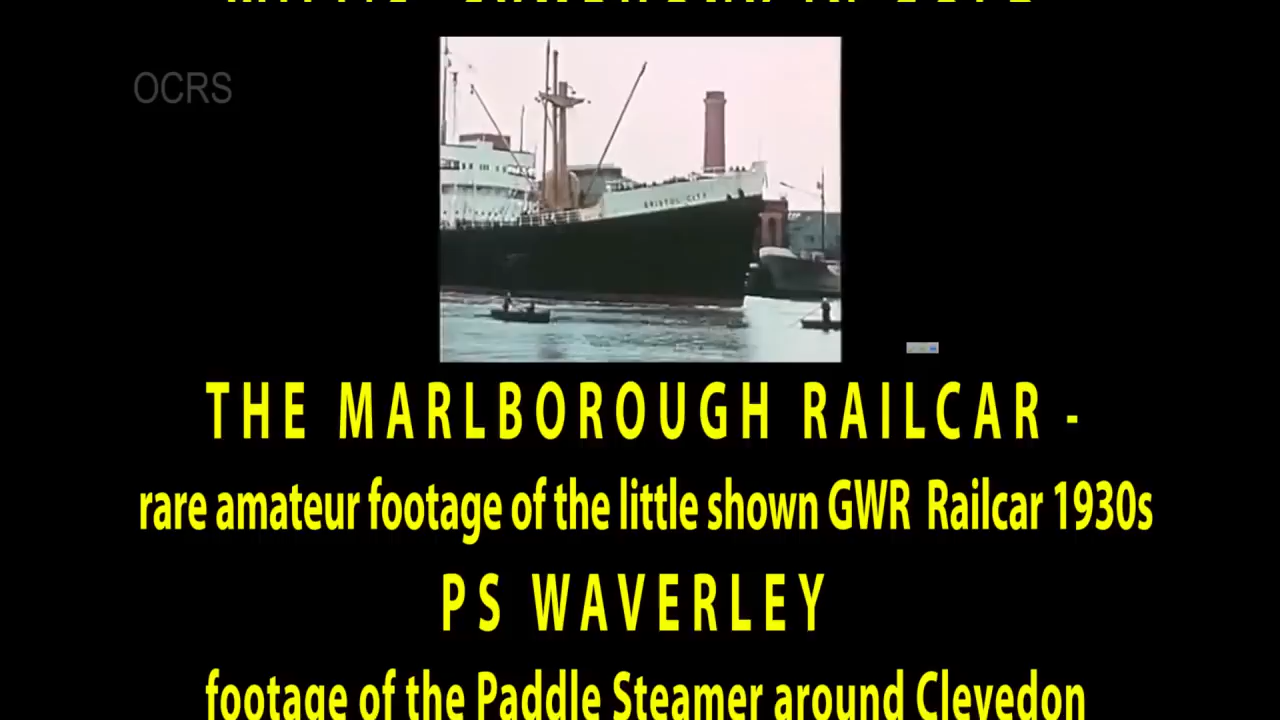 OCRS
BRISTOL CITY
THE MARLBOROUGH RAILCAR -
rare amateur footage of the little shown GWR Railcar 1930s
PS WAVERLEY
footage of the Paddle Steamer around Clevedon